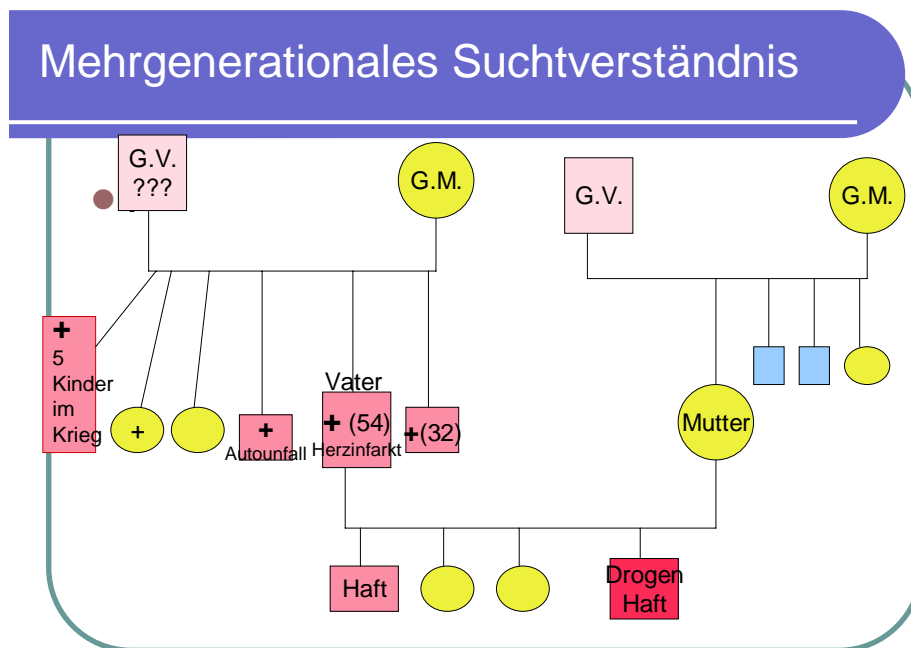 Mehrgenerationales Suchtverständnis
G.V.
???
G.M.
G.V.
G.M.
+
5
Kinder
im
Krieg
+
+
Autounfall
Vater
+ (54)
Herzinfarkt
+(32)
Mutter
Haft
Drogen
Haft